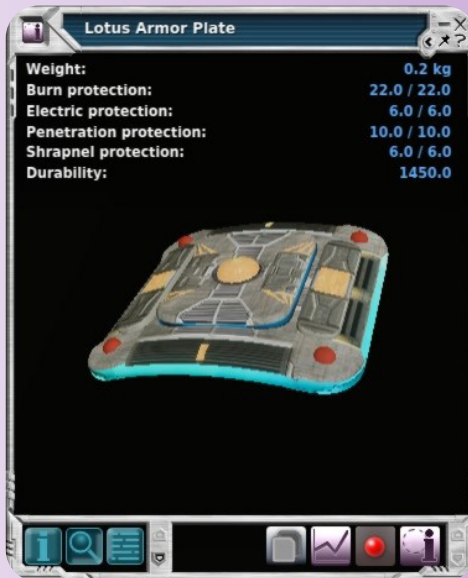 Lotus Armor Plate
Weight: 0.2 kg
Burn protection: 22.0 / 22.0
Electric protection: 6.0 / 6.0
Penetration protection: 10.0 / 10.0
Shrapnel protection: 6.0 / 6.0
Durability: 1450.0